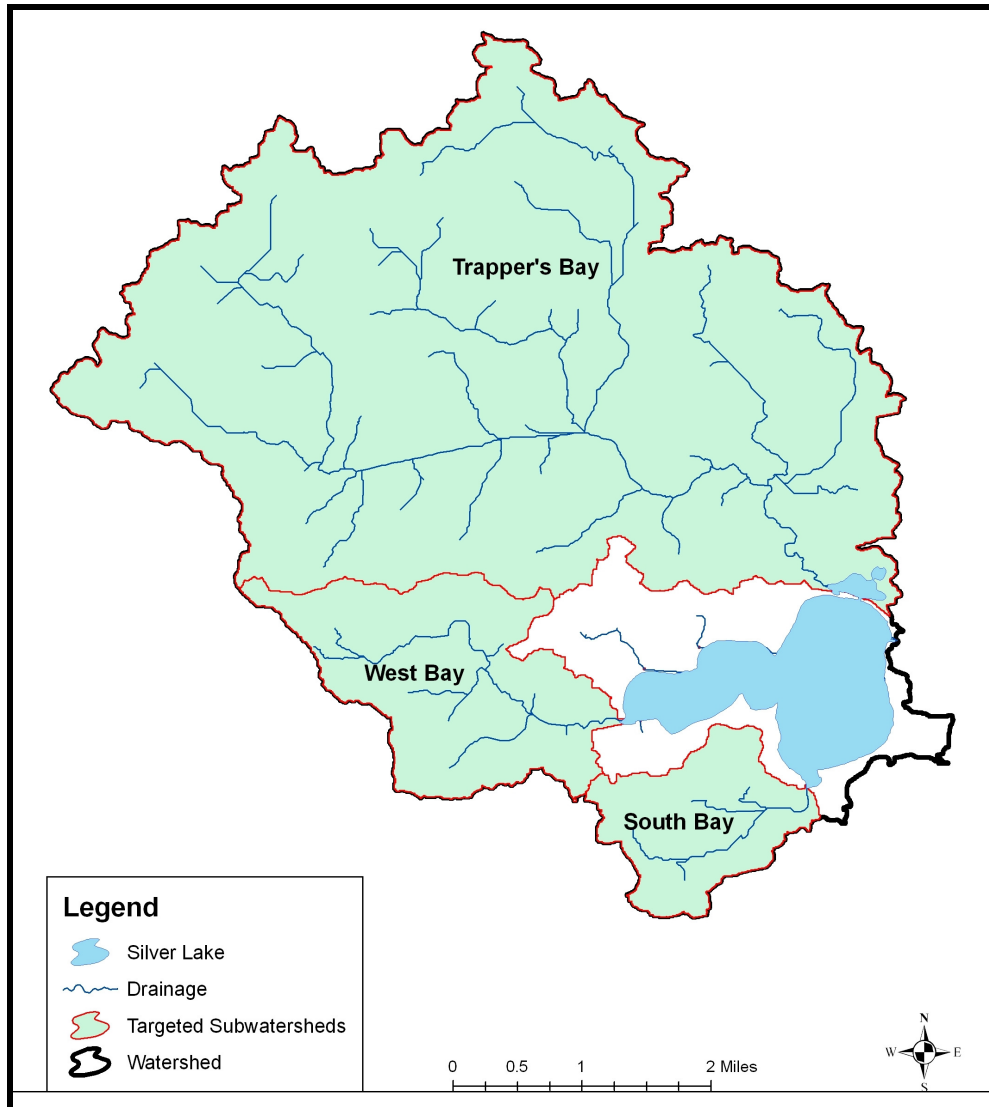 Trapper's Bay
West Bay
South Bay
Legend
Silver Lake
Drainage
Targeted Subwatersheds
Watershed
0 0.5 1 2 Miles
N
W E
S